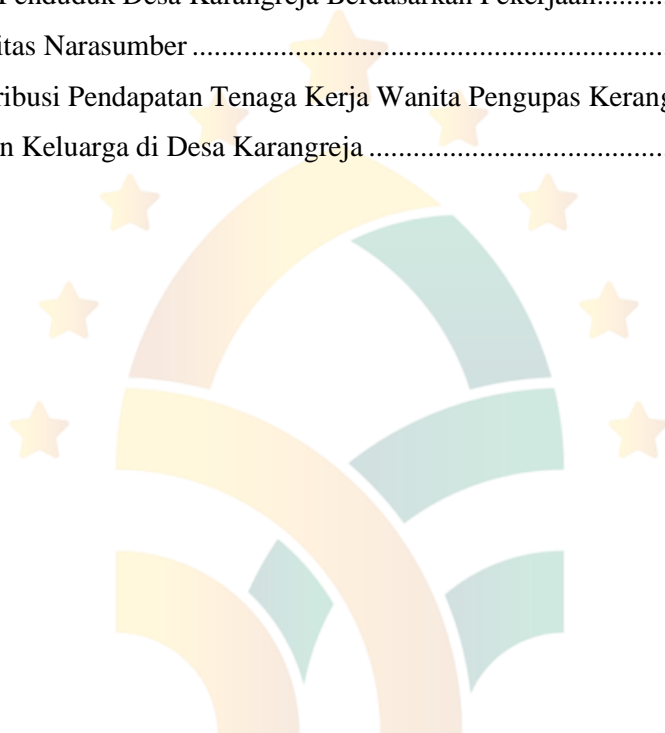 Penduduk Desa Karangreja Berdasarkan Pekerjaan..........
itas Narasumber ...............................................................
ribusi Pendapatan Tenaga Kerja Wanita Pengupas Kerang
n Keluarga di Desa Karangreja .......................................